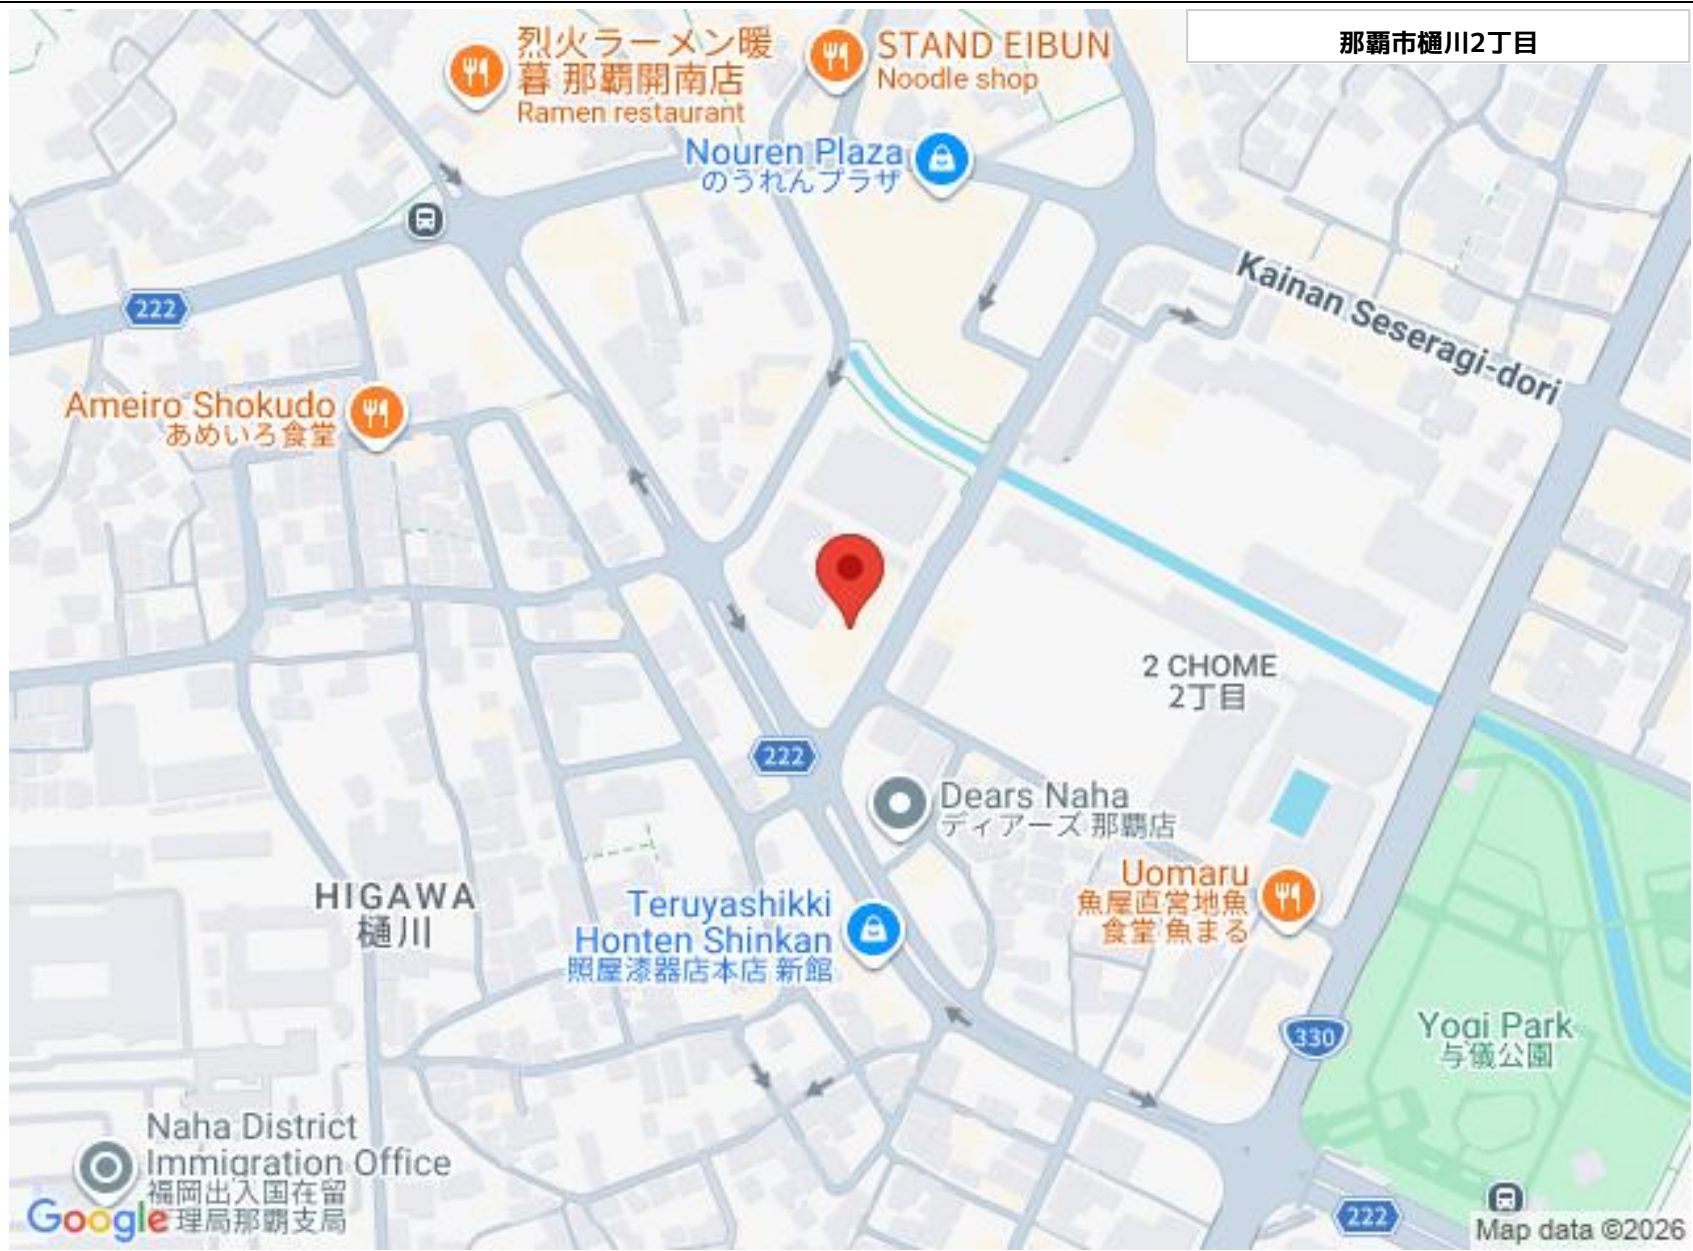 那覇市樋川2丁目
烈火ラーメン暖
暮 那覇開南店
Ramen restaurant
STAND EIBUN
Noodle shop
Nouren Plaza
のうれんプラザ
Kainan Seseragi-dori
222
Ameiro Shokudo
あめいろ食堂
2 CHOME
2丁目
222
Dears Naha
ディアーズ 那覇店
Uomaru
魚屋直営地魚
食堂 魚まる
HIGAWA
樋川
Teruyashikki
Honten Shinkan
照屋漆器店本店 新館
330
Yogi Park
与儀公園
Naha District
Immigration Office
福岡出入国在留
理局那覇支局
Google
222
Map data ©2026